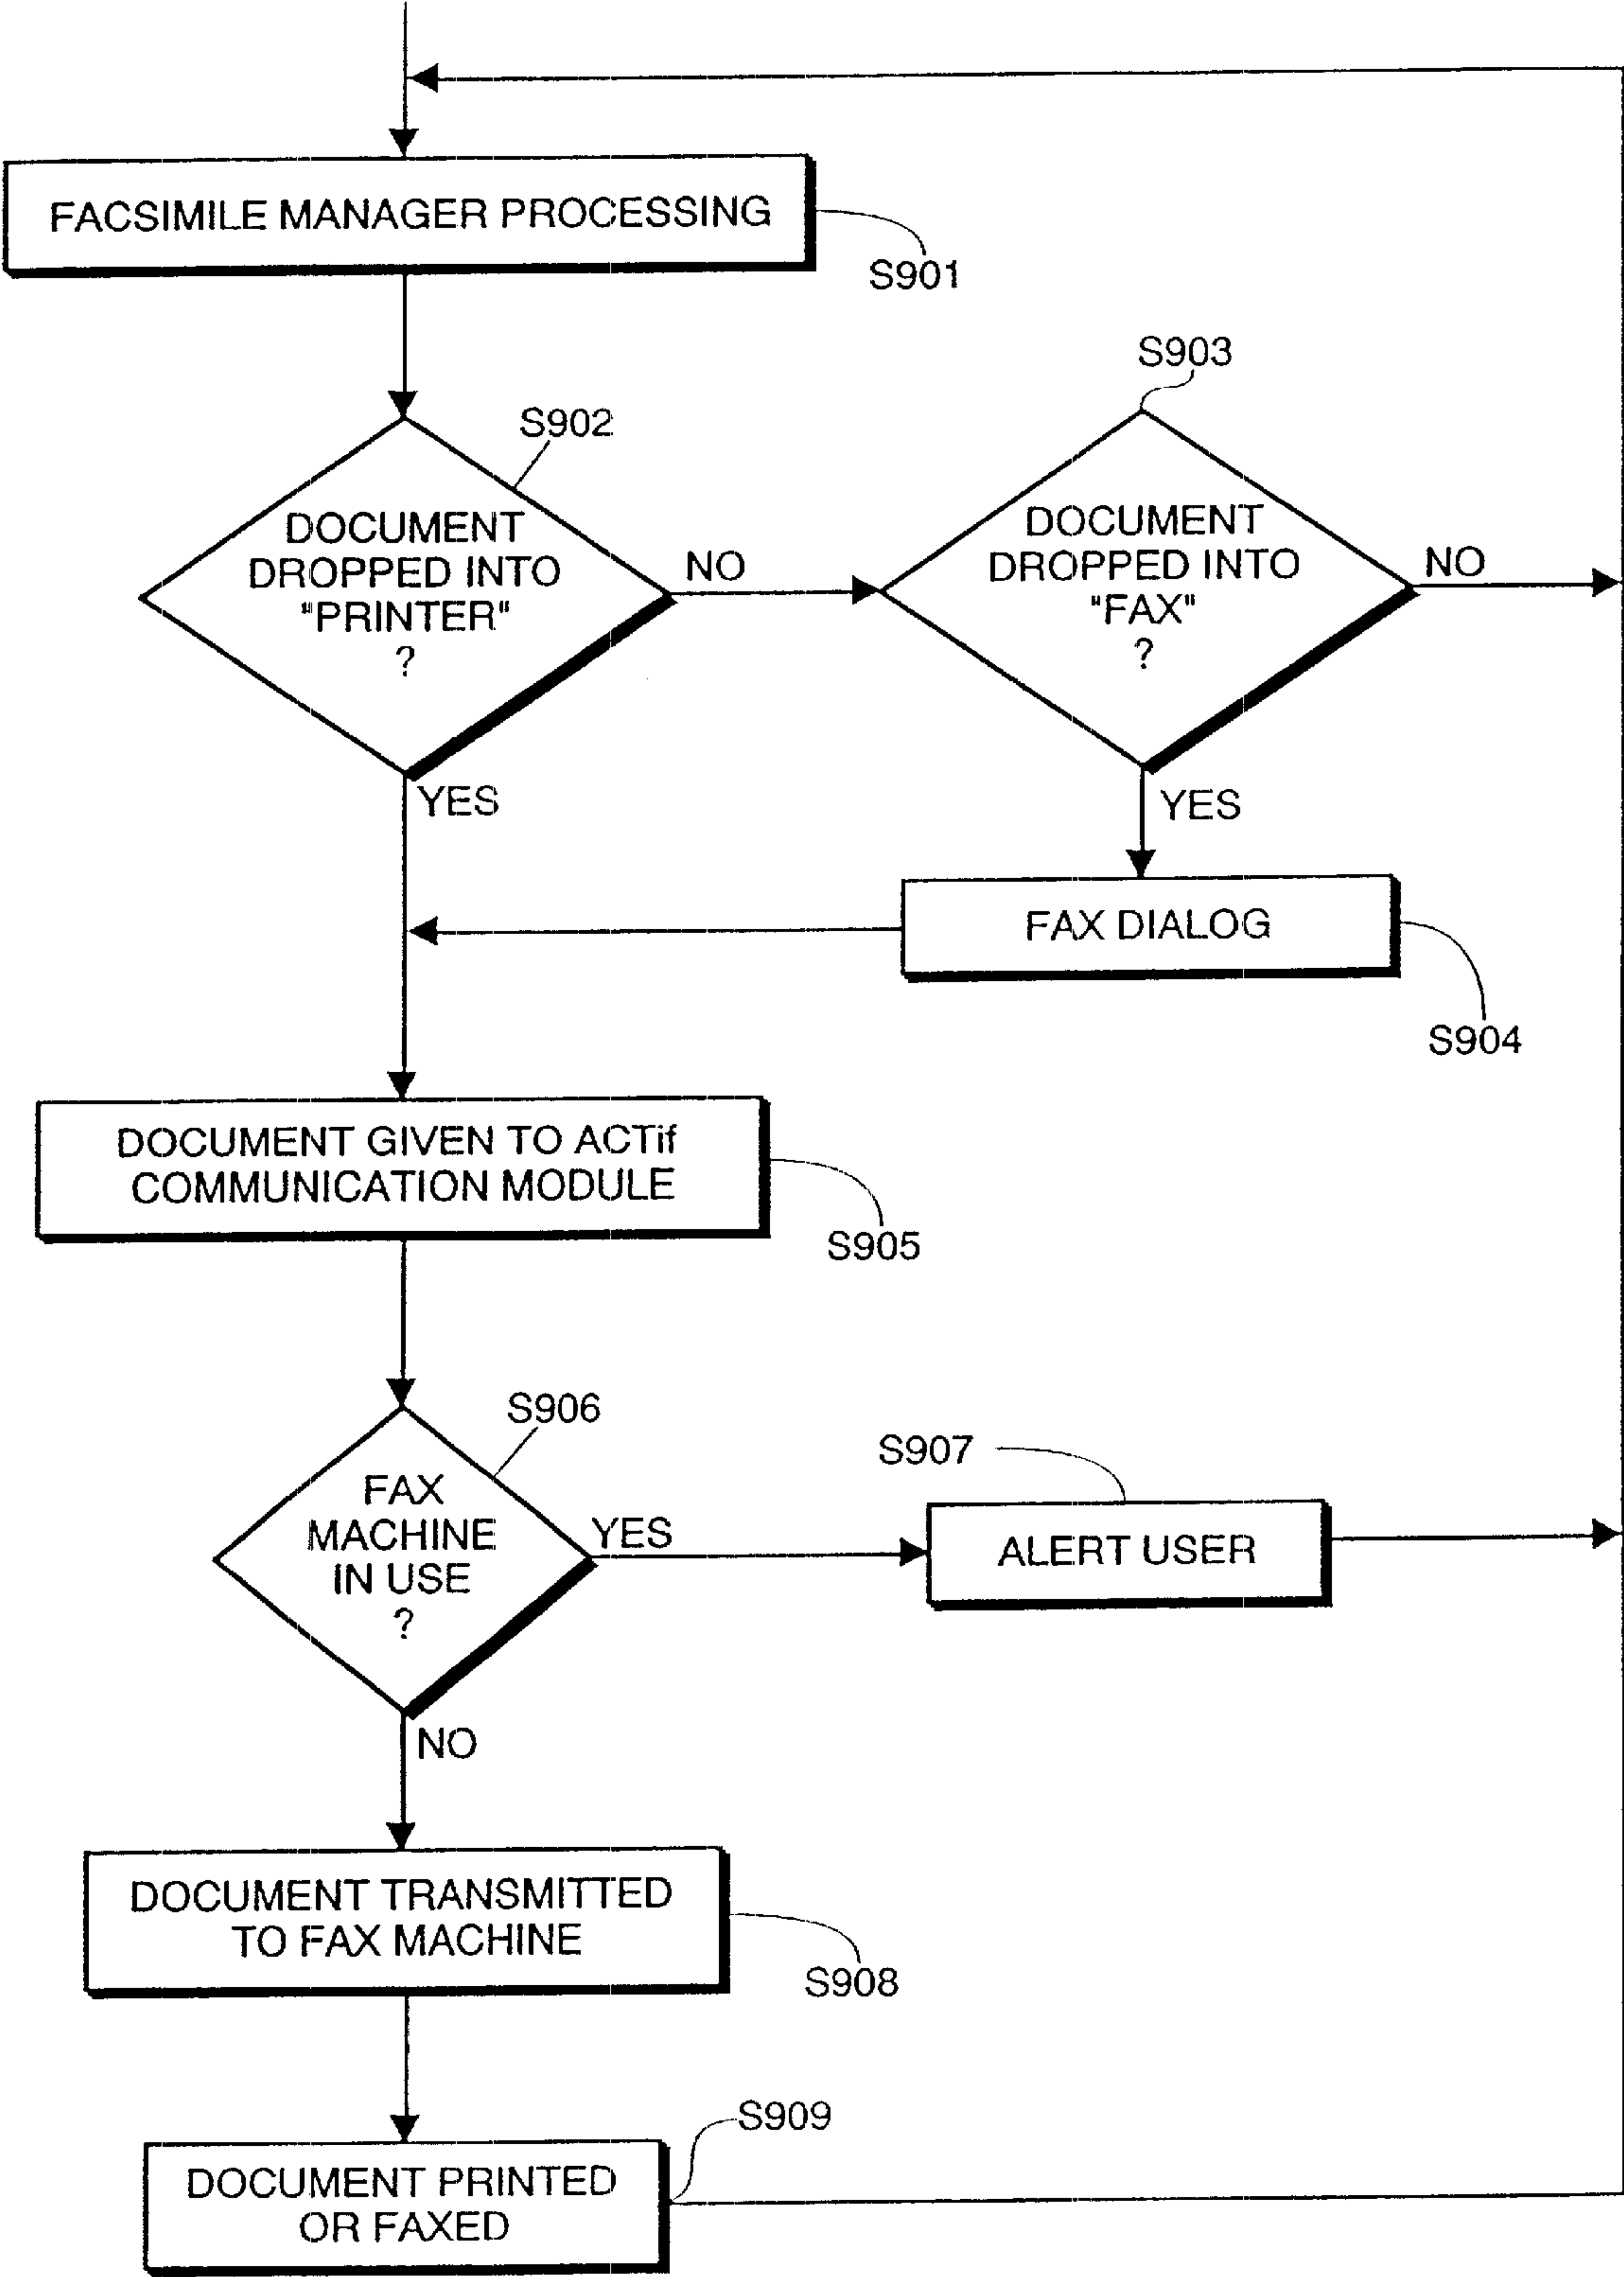 FACSIMILE MANAGER PROCESSING
S901
S902
DOCUMENT
DROPPED INTO
"PRINTER"
?
NO
YES
S903
DOCUMENT
DROPPED INTO
"FAX"
?
NO
YES
FAX DIALOG
S904
DOCUMENT GIVEN TO ACTif
COMMUNICATION MODULE
S905
S906
FAX
MACHINE
IN USE
?
YES
NO
S907
ALERT USER
DOCUMENT TRANSMITTED
TO FAX MACHINE
S908
S909
DOCUMENT PRINTED
OR FAXED